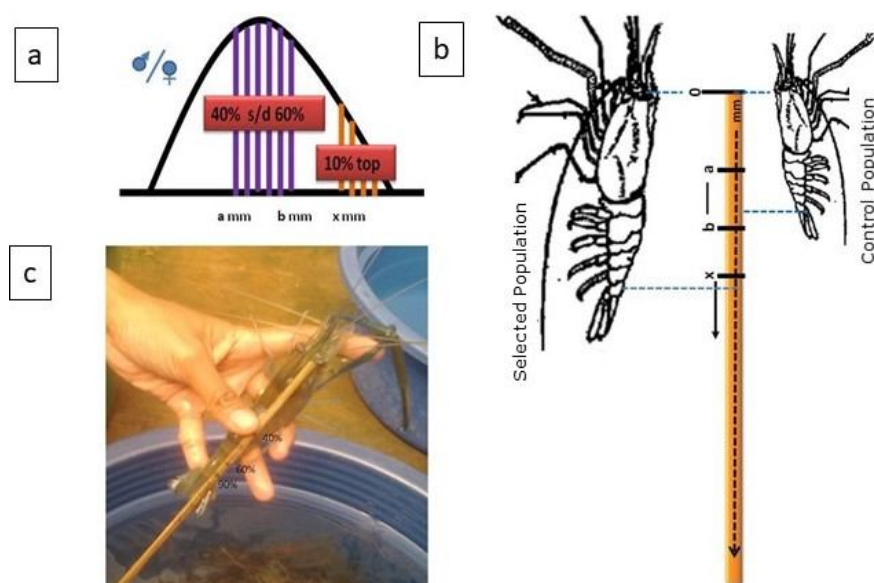 a
♂/♀
40% s/d 60%
10% top
a mm
b mm
x mm
b
Selected Population
0
mm
a
b
x
Control Population
c
40%
60%
90%